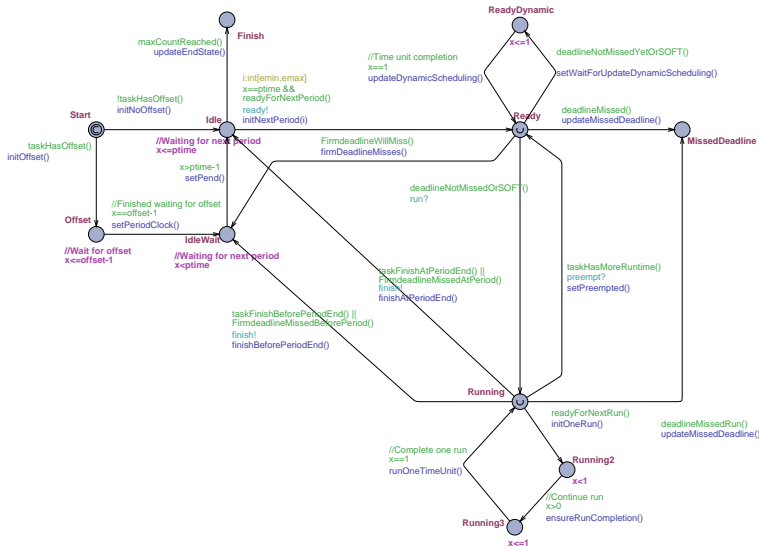 ReadyDynamic
x<=1
Finish
maxCountReached()
updateEndState()
//Time unit completion
x==1
updateDynamicScheduling()
deadlineNotMissedYetOrSOFT()
setWaitForUpdateDynamicScheduling()
i:int[emin,emax]
x==ptime &&
readyForNextPeriod()
ready!
initNextPeriod(i)
Start
!taskHasOffset()
initNoOffset()
Idle
Ready
deadlineMissed()
updateMissedDeadline()
MissedDeadline
taskHasOffset()
initOffset()
//Waiting for next period
x<=ptime
FirmdeadlineWillMiss()
firmDeadlineMisses()
x>ptime-1
setPend()
deadlineNotMissedOrSOFT()
run?
//Finished waiting for offset
x==offset-1
setPeriodClock()
Offset
//Wait for offset
x<=offset-1
IdleWait
//Waiting for next period
x<ptime
taskFinishAtPeriodEnd() ||
FirmdeadlineMissedAtPeriod()
finish!
finishAtPeriodEnd()
taskHasMoreRuntime()
preempt?
setPreempted()
taskFinishBeforePeriodEnd() ||
FirmdeadlineMissedBeforePeriod()
finish!
finishBeforePeriodEnd()
Running
readyForNextRun()
initOneRun()
deadlineMissedRun()
updateMissedDeadline()
//Complete one run
x==1
runOneTimeUnit()
Running2
x<1
//Continue run
x>0
ensureRunCompletion()
Running3
x<=1